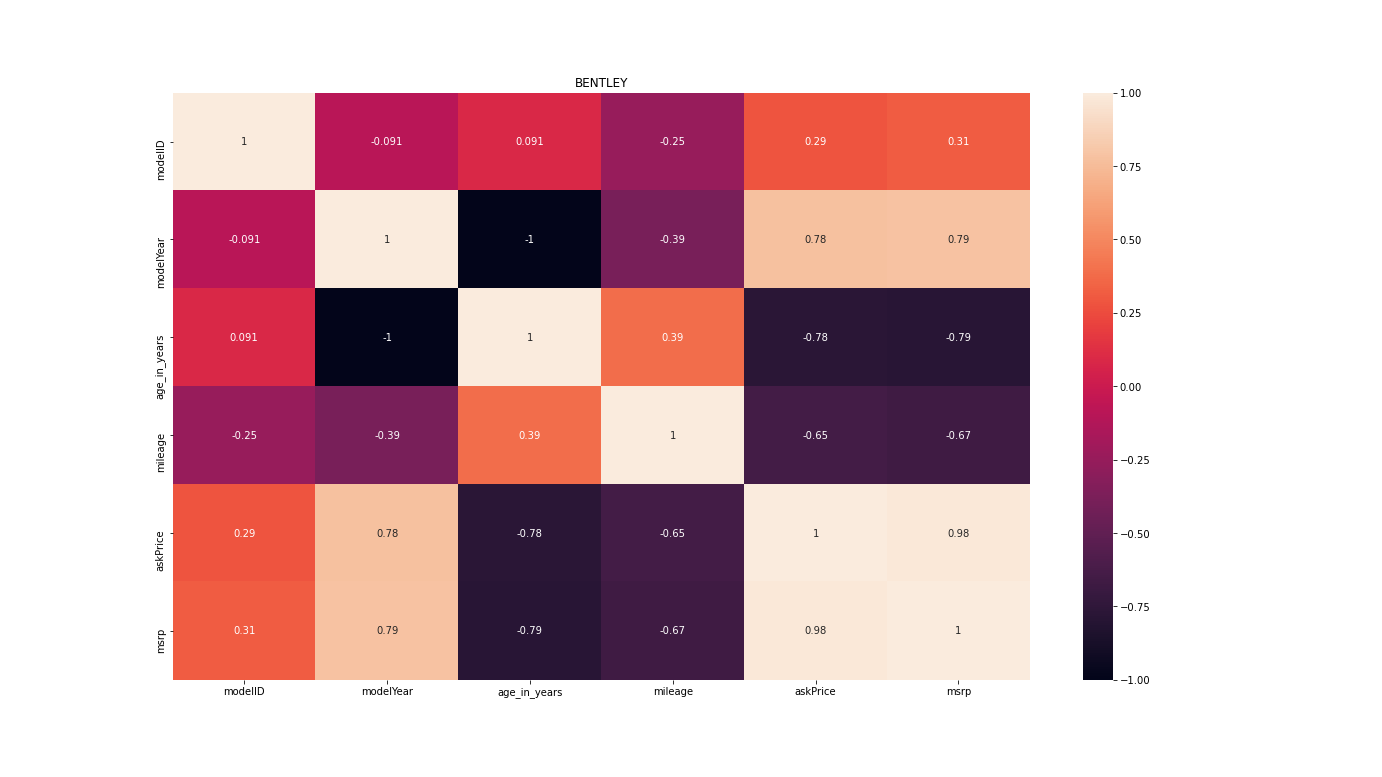 BENTLEY
modelID 1 -0.091 0.091 -0.25 0.29 0.31
modelYear -0.091 1 -1 -0.39 0.78 0.79
age_in_years 0.091 -1 1 0.39 -0.78 -0.79
mileage -0.25 -0.39 0.39 1 -0.65 -0.67
askPrice 0.29 0.78 -0.78 -0.65 1 0.98
msrp 0.31 0.79 -0.79 -0.67 0.98 1
modelID modelYear age_in_years mileage askPrice msrp
1.00
0.75
0.50
0.25
0.00
−0.25
−0.50
−0.75
−1.00